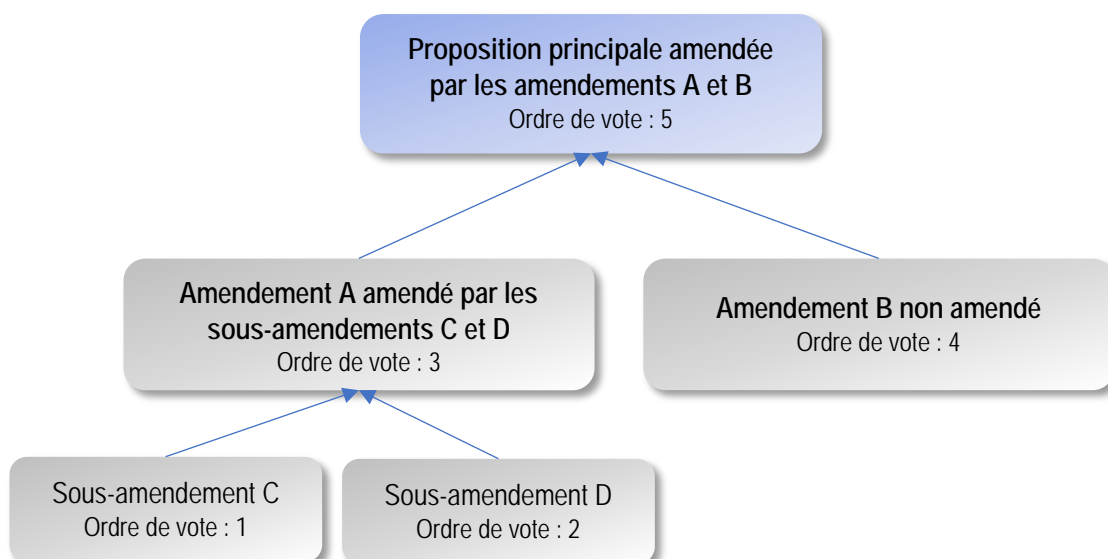 Proposition principale amendée
par les amendements A et B
Ordre de vote : 5
Amendement A amendé par les
sous-amendements C et D
Ordre de vote : 3
Amendement B non amendé
Ordre de vote : 4
Sous-amendement C
Ordre de vote : 1
Sous-amendement D
Ordre de vote : 2